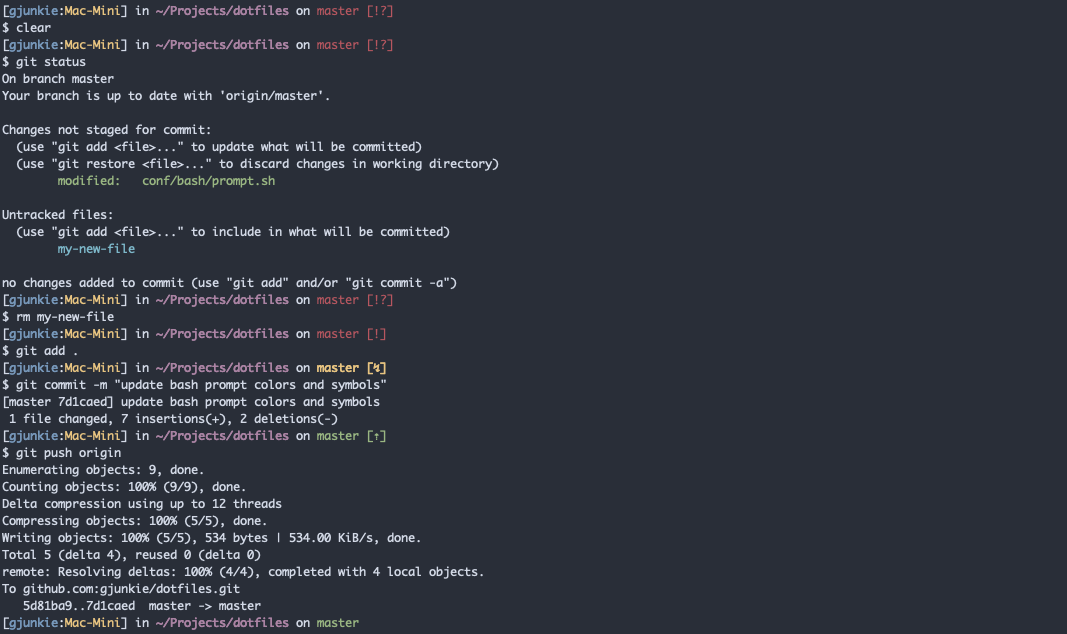 [gjunkie:Mac-Mini] in ~/Projects/dotfiles on master [!?]
$ clear
[gjunkie:Mac-Mini] in ~/Projects/dotfiles on master [!?]
$ git status
On branch master
Your branch is up to date with 'origin/master'.

Changes not staged for commit:
  (use "git add <file>..." to update what will be committed)
  (use "git restore <file>..." to discard changes in working directory)
        modified:   conf/bash/prompt.sh

Untracked files:
  (use "git add <file>..." to include in what will be committed)
        my-new-file

no changes added to commit (use "git add" and/or "git commit -a")
[gjunkie:Mac-Mini] in ~/Projects/dotfiles on master [!?]
$ rm my-new-file
[gjunkie:Mac-Mini] in ~/Projects/dotfiles on master [!]
$ git add .
[gjunkie:Mac-Mini] in ~/Projects/dotfiles on master [↯]
$ git commit -m "update bash prompt colors and symbols"
[master 7d1caed] update bash prompt colors and symbols
 1 file changed, 7 insertions(+), 2 deletions(-)
[gjunkie:Mac-Mini] in ~/Projects/dotfiles on master [↑]
$ git push origin
Enumerating objects: 9, done.
Counting objects: 100% (9/9), done.
Delta compression using up to 12 threads
Compressing objects: 100% (5/5), done.
Writing objects: 100% (5/5), 534 bytes | 534.00 KiB/s, done.
Total 5 (delta 4), reused 0 (delta 0)
remote: Resolving deltas: 100% (4/4), completed with 4 local objects.
To github.com:gjunkie/dotfiles.git
   5d81ba9..7d1caed  master -> master
[gjunkie:Mac-Mini] in ~/Projects/dotfiles on master